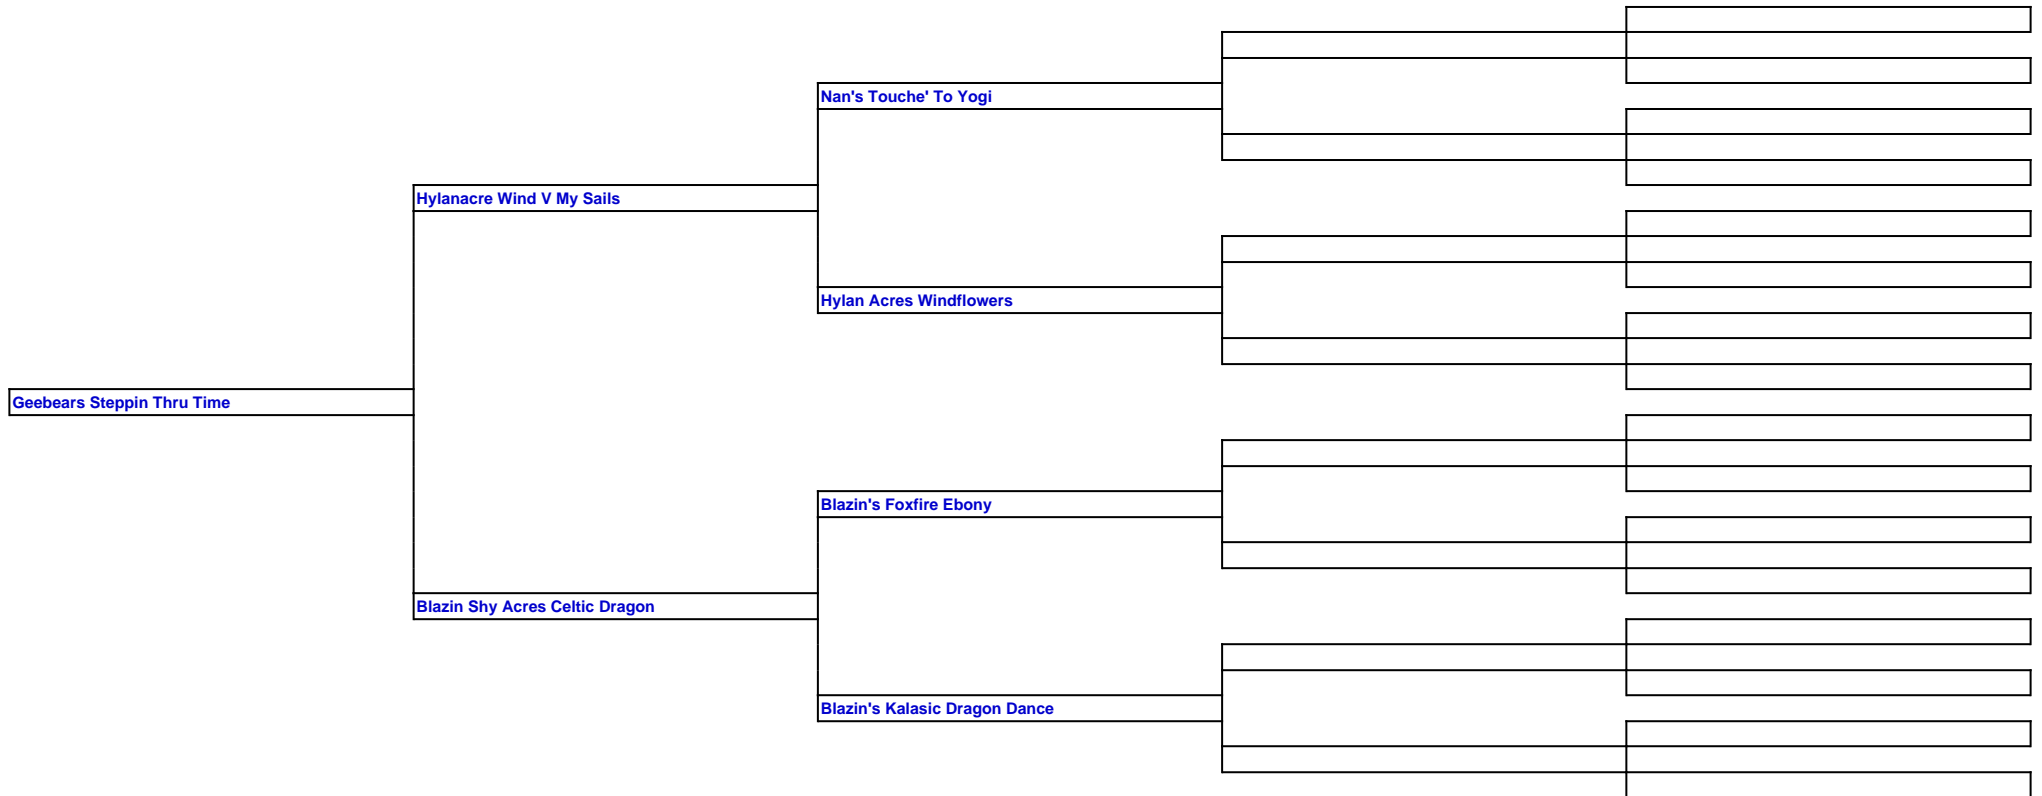 Nan's Touche' To Yogi
Hylanacre Wind V My Sails
Hylan Acres Windflowers
Geebears Steppin Thru Time
Blazin's Foxfire Ebony
Blazin Shy Acres Celtic Dragon
Blazin's Kalasic Dragon Dance